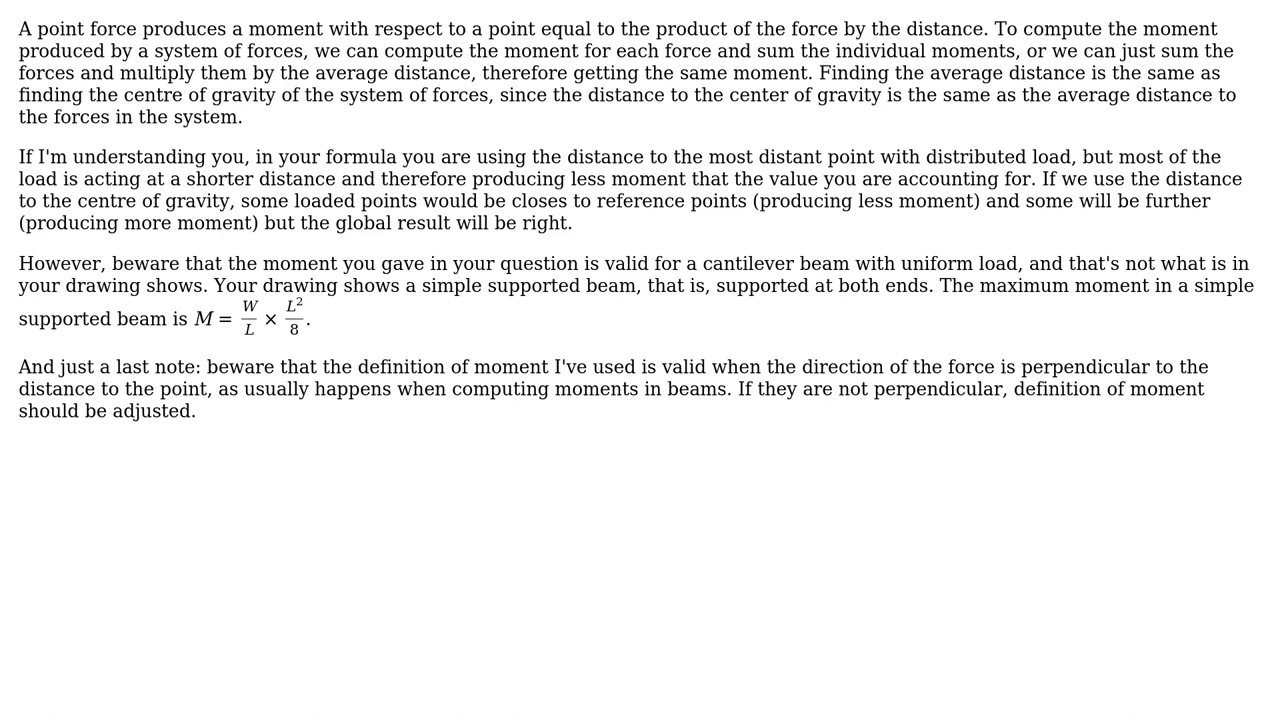 A point force produces a moment with respect to a point equal to the product of the force by the distance. To compute the moment
produced by a system of forces, we can compute the moment for each force and sum the individual moments, or we can just sum the
forces and multiply them by the average distance, therefore getting the same moment. Finding the average distance is the same as
finding the centre of gravity of the system of forces, since the distance to the center of gravity is the same as the average distance to
the forces in the system.
If I'm understanding you, in your formula you are using the distance to the most distant point with distributed load, but most of the
load is acting at a shorter distance and therefore producing less moment that the value you are accounting for. If we use the distance
to the centre of gravity, some loaded points would be closes to reference points (producing less moment) and some will be further
(producing more moment) but the global result will be right.
However, beware that the moment you gave in your question is valid for a cantilever beam with uniform load, and that's not what is in
your drawing shows. Your drawing shows a simple supported beam, that is, supported at both ends. The maximum moment in a simple
supported beam is $M = \frac{W}{L} \times \frac{L^2}{8}$.
And just a last note: beware that the definition of moment I've used is valid when the direction of the force is perpendicular to the
distance to the point, as usually happens when computing moments in beams. If they are not perpendicular, definition of moment
should be adjusted.